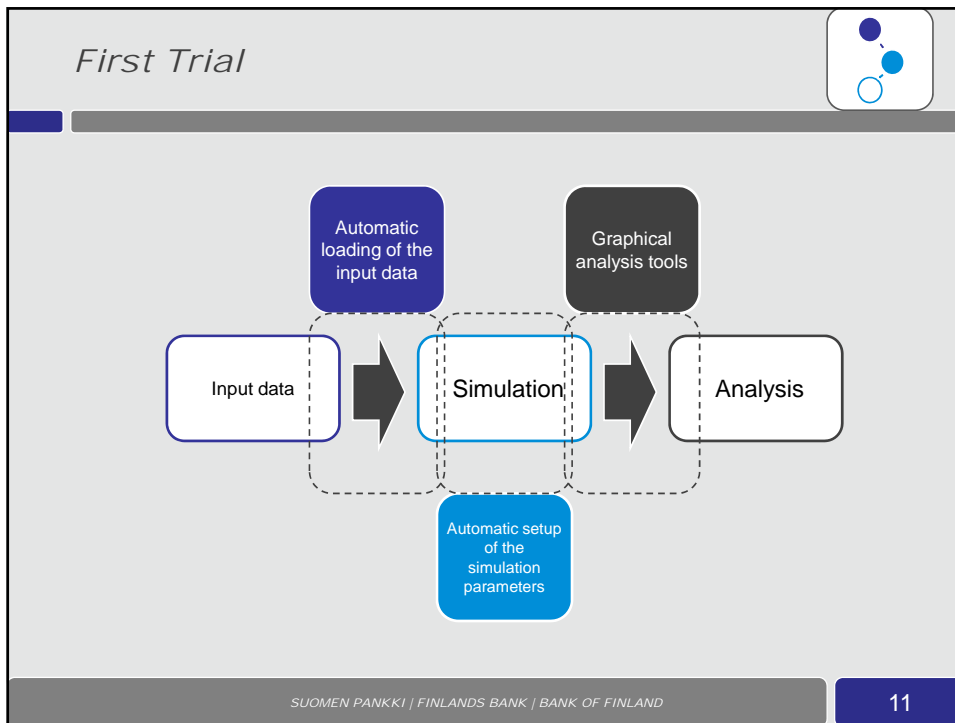 First Trial
Automatic
loading of the
input data
Graphical
analysis tools
Input data
Simulation
Analysis
Automatic setup
of the
simulation
parameters
SUOMEN PANKKI | FINLANDS BANK | BANK OF FINLAND
11